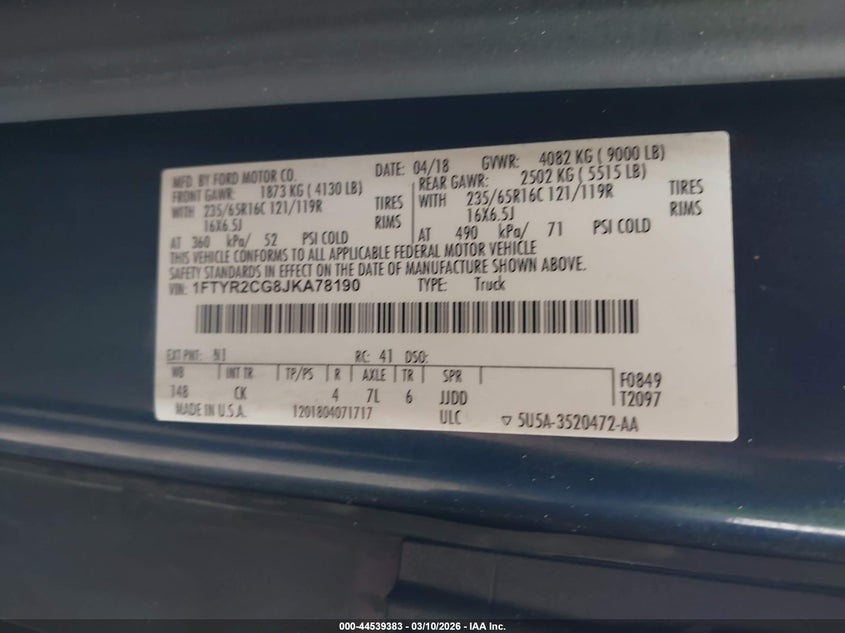 MFD BY FORD MOTOR CO. DATE: 04/18 GVWR: 4082 KG ( 9000 LB)
FRONT GAWR: 1873 KG ( 4130 LB) REAR GAWR: 2502 KG ( 5515 LB)
WITH 235/65R16C 121/119R TIRES WITH 235/65R16C 121/119R TIRES
16X6.5J RIMS 16X6.5J RIMS
AT 360 kPa/ 52 PSI COLD AT 490 kPa/ 71 PSI COLD
THIS VEHICLE CONFORMS TO ALL APPLICABLE FEDERAL MOTOR VEHICLE
SAFETY STANDARDS IN EFFECT ON THE DATE OF MANUFACTURE SHOWN ABOVE.
VIN: 1FTYR2CG8JKA78190 TYPE: Truck
EXT PNT: N1 RC: 41 DSO:
WB INT TR TP/PS R AXLE TR SPR F0849
148 CK 4 7L 6 JJDD T2097
MADE IN U.S.A. 1201804071717 ULC ▽ 5U5A-3520472-AA
000-44539383 — 03/10/2026 — IAA Inc.